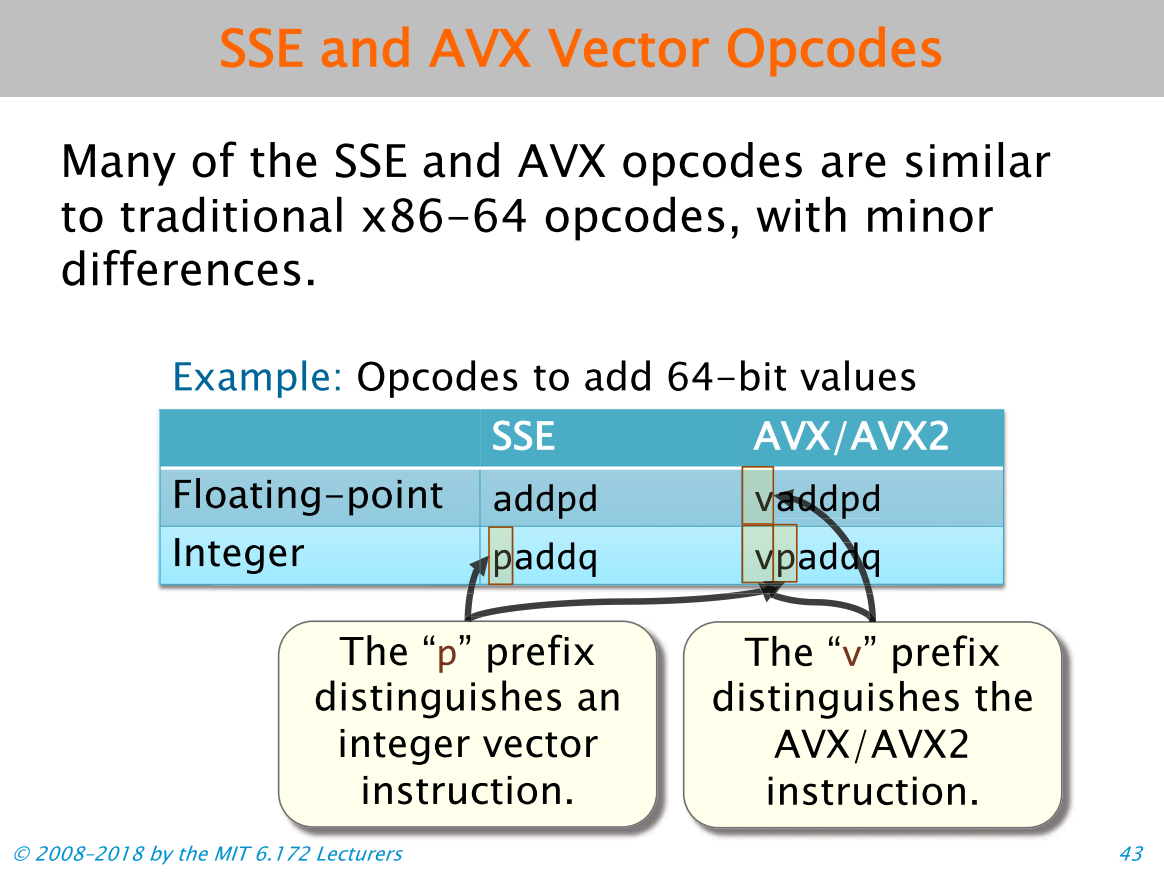 SSE and AVX Vector Opcodes
Many of the SSE and AVX opcodes are similar
to traditional x86-64 opcodes, with minor
differences.
Example: Opcodes to add 64-bit values
SSE AVX/AVX2
Floating-point addpd vaddpd
Integer paddq vpaddq
The “p” prefix
distinguishes an
integer vector
instruction.
The “v” prefix
distinguishes the
AVX/AVX2
instruction.
© 2008–2018 by the MIT 6.172 Lecturers
43